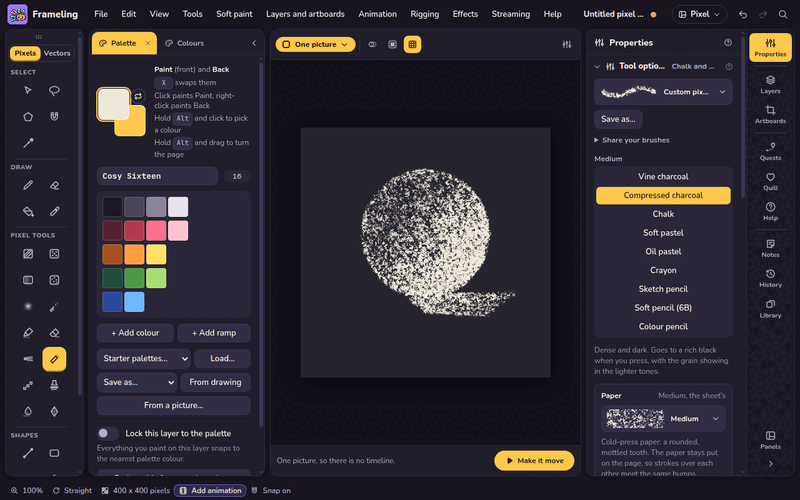 Frameling
File Edit View Tools Soft paint Layers and artboards Animation Rigging Effects Streaming Help
Untitled pixel ...
Pixel
Pixels Vectors
SELECT
DRAW
PIXEL TOOLS
SHAPES
Palette
Colours
Paint (front) and Back
X swaps them
Click paints Paint, right-
click paints Back
Hold Alt and click to pick
a colour
Hold Alt and drag to turn
the page
Cosy Sixteen 16
+ Add colour + Add ramp
Starter palettes... Load...
Save as... From drawing
From a picture...
Lock this layer to the palette
Everything you paint on this layer snaps to
the nearest palette colour.
One picture
One picture, so there is no timeline.
Make it move
Properties
Tool optio... Chalk and ...
Custom pix...
Save as...
Share your brushes
Medium
Vine charcoal
Compressed charcoal
Chalk
Soft pastel
Oil pastel
Crayon
Sketch pencil
Soft pencil (6B)
Colour pencil
Dense and dark. Goes to a rich black
when you press, with the grain showing
in the lighter tones.
Paper Medium, the sheet's
Medium
Cold-press paper: a rounded,
mottled tooth. The paper stays put
on the page, so strokes over each
other meet the same bumps.
Properties
Layers
Artboards
Quests
Quill
Help
Notes
History
Library
Panels
100% Straight 400 x 400 pixels Add animation Snap on